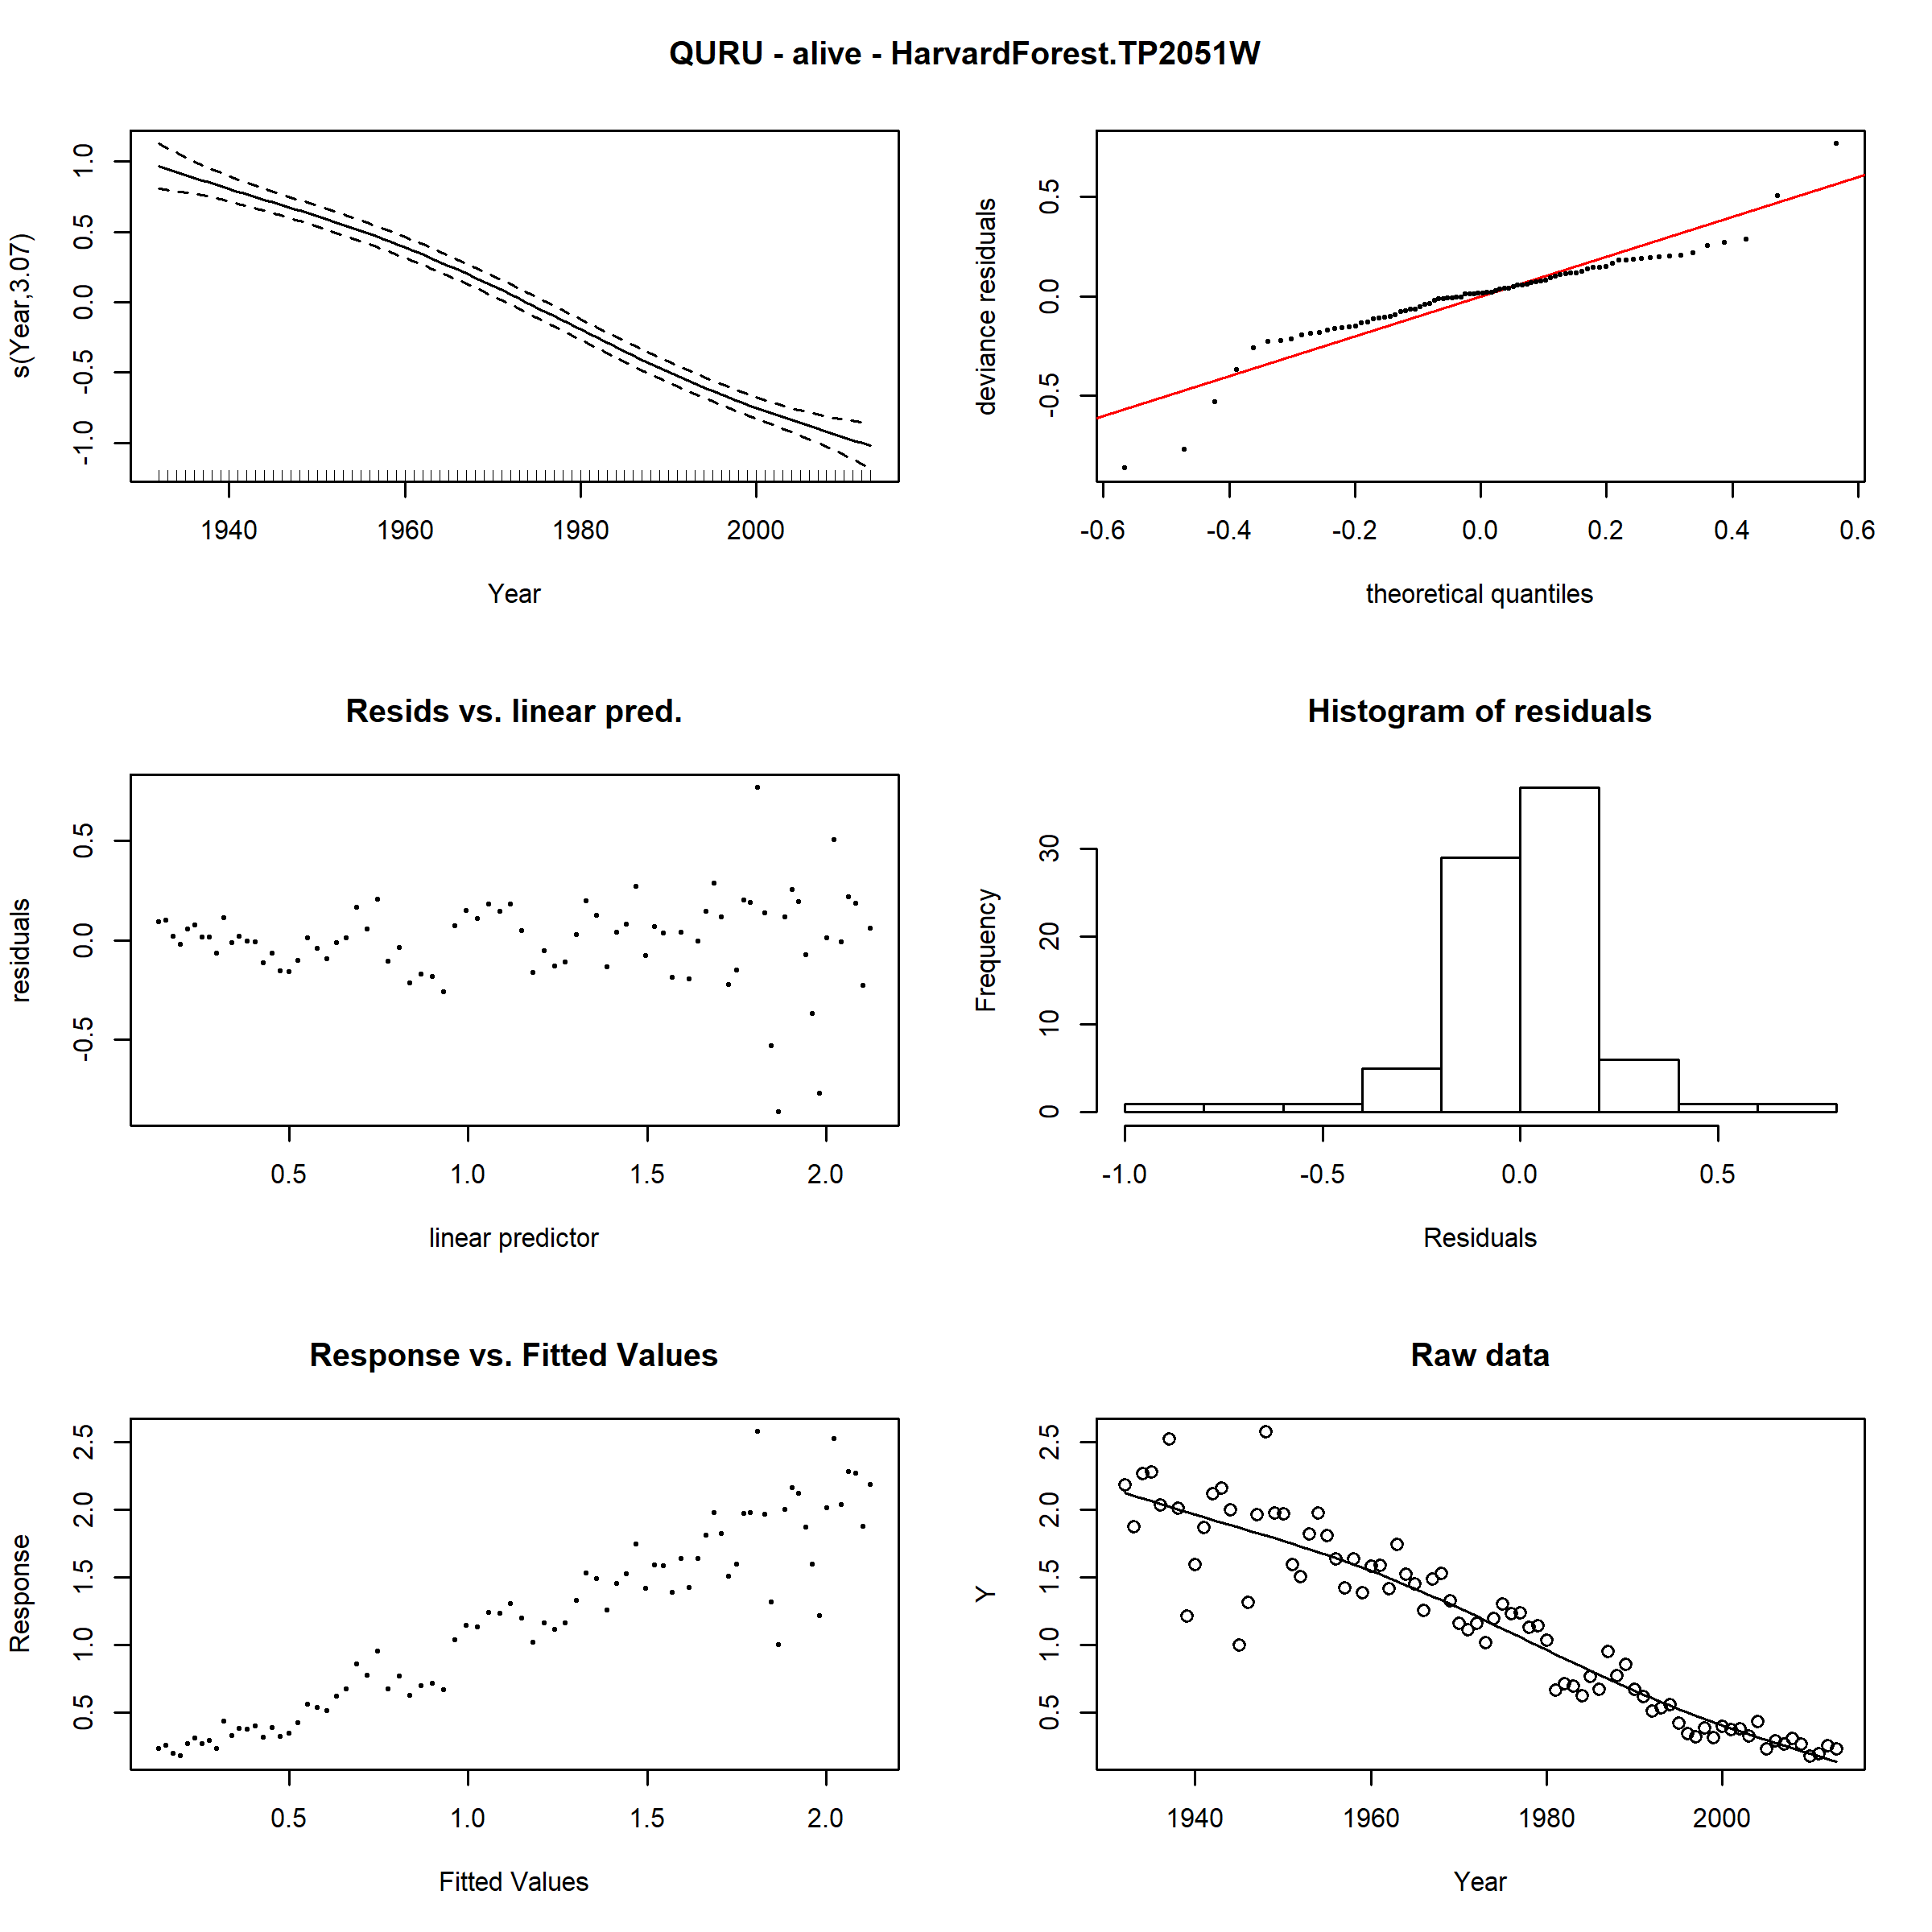 QURU - alive - HarvardForest.TP2051W
s(Year,3.07)
1.0
0.5
0.0
-0.5
-1.0
1940 1960 1980 2000
Year
deviance residuals
0.5
0.0
-0.5
-0.6 -0.4 -0.2 0.0 0.2 0.4 0.6
theoretical quantiles
Resids vs. linear pred.
residuals
0.5
0.0
-0.5
0.5 1.0 1.5 2.0
linear predictor
Histogram of residuals
Frequency
30
20
10
0
-1.0 -0.5 0.0 0.5
Residuals
Response vs. Fitted Values
Response
2.5
2.0
1.5
1.0
0.5
0.5 1.0 1.5 2.0
Fitted Values
Raw data
Y
2.5
2.0
1.5
1.0
0.5
1940 1960 1980 2000
Year